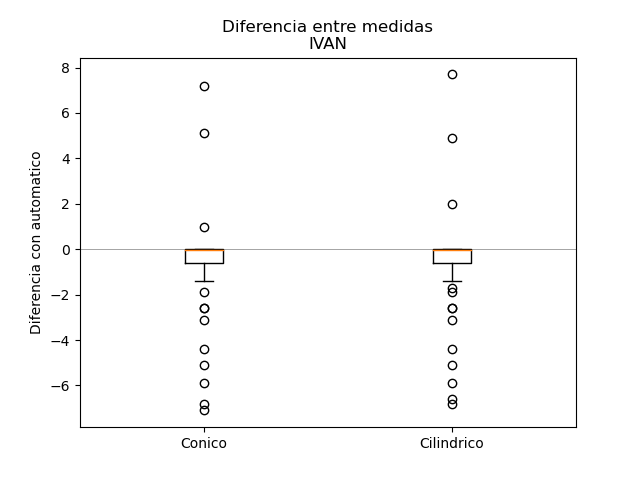 Diferencia entre medidas
IVAN
Diferencia con automatico
8
6
4
2
0
−2
−4
−6
Conico
Cilindrico